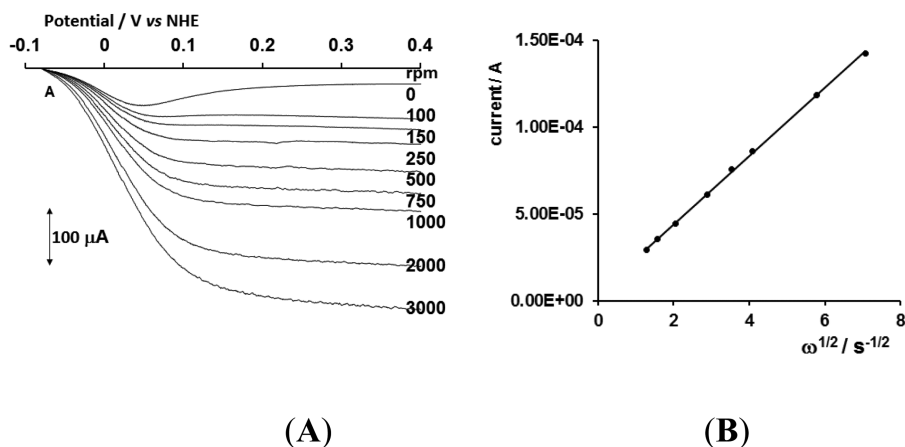 Potential / V vs NHE
-0.1 0 0.1 0.2 0.3 0.4
rpm
A
0
100
150
250
500
750
1000
100 µA
2000
3000
(A)
current/ A
1.50E-04
1.00E-04
5.00E-05
0.00E+00
0 2 4 6 8
ω1/2 / s-1/2
(B)